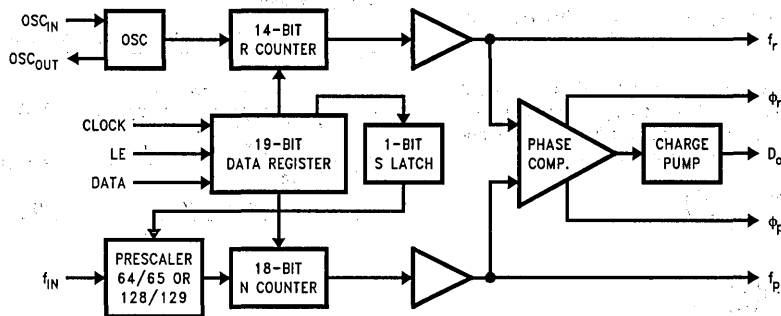 OSC_IN
OSC_OUT
OSC
14-BIT
R COUNTER
f_r
CLOCK
LE
DATA
19-BIT
DATA REGISTER
1-BIT
S LATCH
PHASE
COMP.
CHARGE
PUMP
ϕ_r
D_o
ϕ_p
f_IN
PRESCALER
64/65 OR
128/129
18-BIT
N COUNTER
f_p